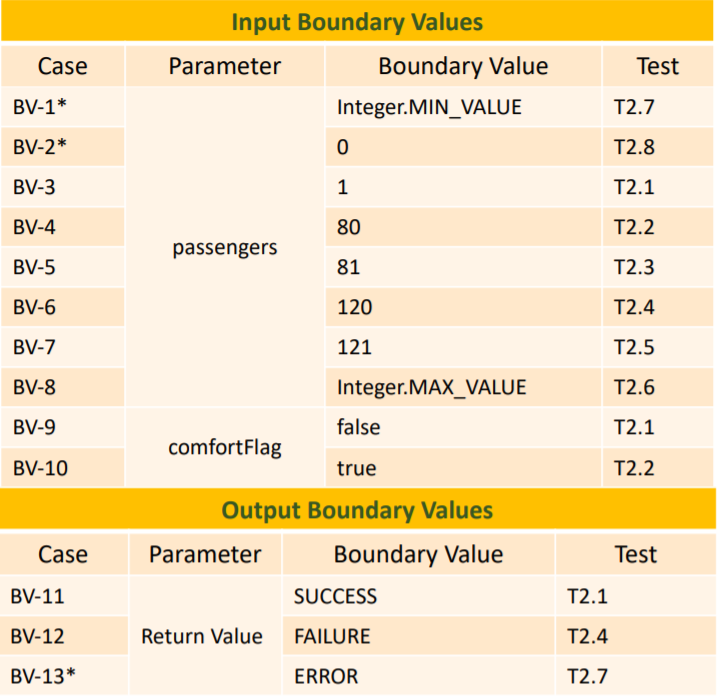 Input Boundary Values
Case Parameter Boundary Value Test
BV-1* Integer.MIN_VALUE T2.7
BV-2* 0 T2.8
BV-3 1 T2.1
BV-4 80 T2.2
passengers
BV-5 81 T2.3
BV-6 120 T2.4
BV-7 121 T2.5
BV-8 Integer.MAX_VALUE T2.6
BV-9 false T2.1
comfortFlag
BV-10 true T2.2
Output Boundary Values
Case Parameter Boundary Value Test
BV-11 SUCCESS T2.1
BV-12 Return Value FAILURE T2.4
BV-13* ERROR T2.7